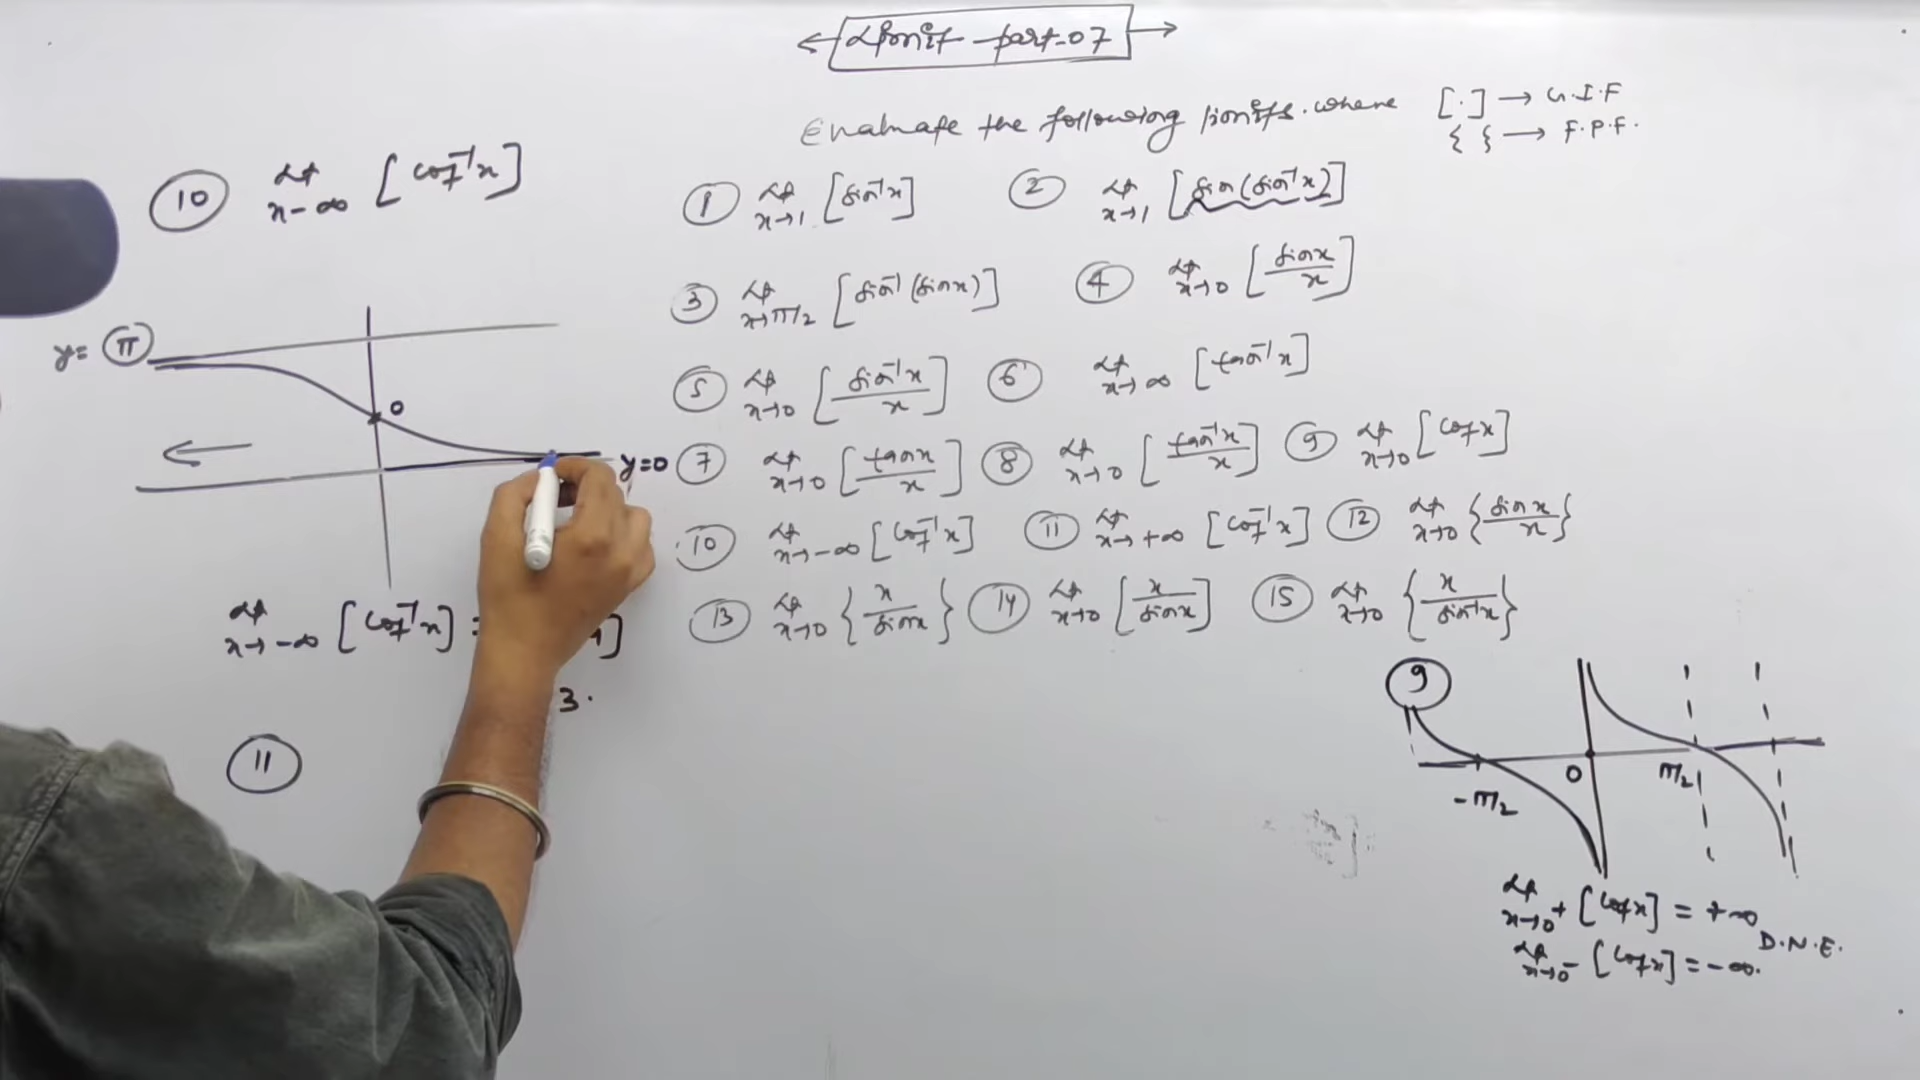 Limit - part-07
Evaluate the following limits. where [.] → G.I.F
{ } → F.P.F.
(10) Lt x-∞ [cot⁻¹x]
(1) Lt x→1 [sin⁻¹x] (2) Lt x→1 [sin(sin⁻¹x)]
(3) Lt x→π/2 [sin⁻¹(sinx)] (4) Lt x→0 [sinx/x]
(5) Lt x→0 [sin⁻¹x/x] (6) Lt x→∞ [tan⁻¹x]
(7) Lt x→0 [tanx/x] (8) Lt x→0 [tan⁻¹x/x] (9) Lt x→0 [cotx]
(10) Lt x→-∞ [cot⁻¹x] (11) Lt x→+∞ [cot⁻¹x] (12) Lt x→0 {sinx/x}
(13) Lt x→0 {x/sinx} (14) Lt x→0 [x/sinx] (15) Lt x→0 {x/sin⁻¹x}
y= π
0
y=0
Lt x→-∞ [cot⁻¹x] =
3.
(11)
(9)
-π/2 0 π/2
Lt x→0⁺ [cotx] = +∞
D.N.E.
Lt x→0⁻ [cotx] = -∞.